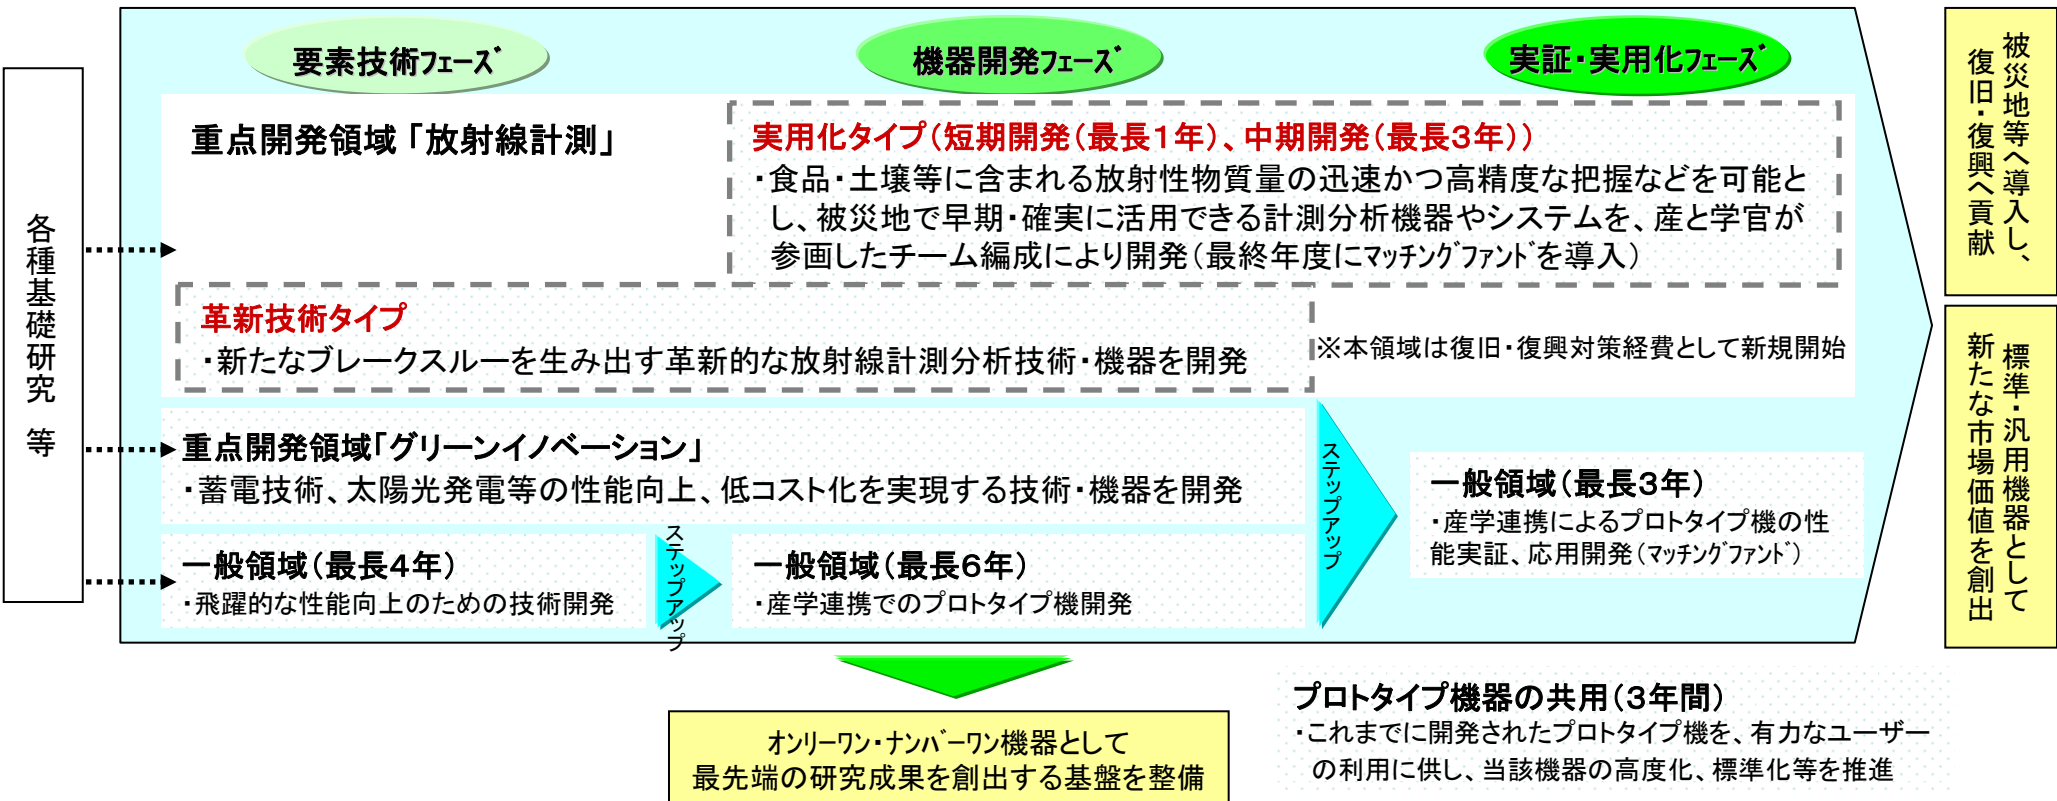 各種基礎研究 等
要素技術ﾌｪｰｽﾞ
機器開発ﾌｪｰｽﾞ
実証・実用化ﾌｪｰｽﾞ
重点開発領域「放射線計測」
実用化タイプ（短期開発（最長１年）、中期開発（最長３年））
・食品・土壌等に含まれる放射性物質量の迅速かつ高精度な把握などを可能と
し、被災地で早期・確実に活用できる計測分析機器やシステムを、産と学官が
参画したチーム編成により開発（最終年度にﾏｯﾁﾝｸﾞﾌｧﾝﾄﾞを導入）
革新技術タイプ
・新たなブレークスルーを生み出す革新的な放射線計測分析技術・機器を開発
※本領域は復旧・復興対策経費として新規開始
重点開発領域「グリーンイノベーション」
・蓄電技術、太陽光発電等の性能向上、低コスト化を実現する技術・機器を開発
一般領域（最長４年）
・飛躍的な性能向上のための技術開発
ステップアップ
一般領域（最長６年）
・産学連携でのプロトタイプ機開発
ステップアップ
一般領域（最長３年）
・産学連携によるプロトタイプ機の性
能実証、応用開発（ﾏｯﾁﾝｸﾞﾌｧﾝﾄﾞ）
被災地等へ導入し、
復旧・復興へ貢献
標準・汎用機器として
新たな市場価値を創出
ｵﾝﾘｰﾜﾝ・ﾅﾝﾊﾞｰﾜﾝ機器として
最先端の研究成果を創出する基盤を整備
プロトタイプ機器の共用（３年間）
・これまでに開発されたプロトタイプ機を、有力なユーザー
の利用に供し、当該機器の高度化、標準化等を推進